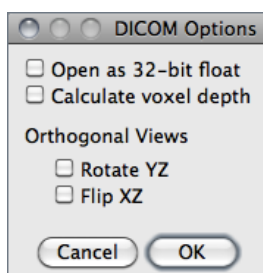 DICOM Options
Open as 32-bit float
Calculate voxel depth
Orthogonal Views
Rotate YZ
Flip XZ
Cancel OK